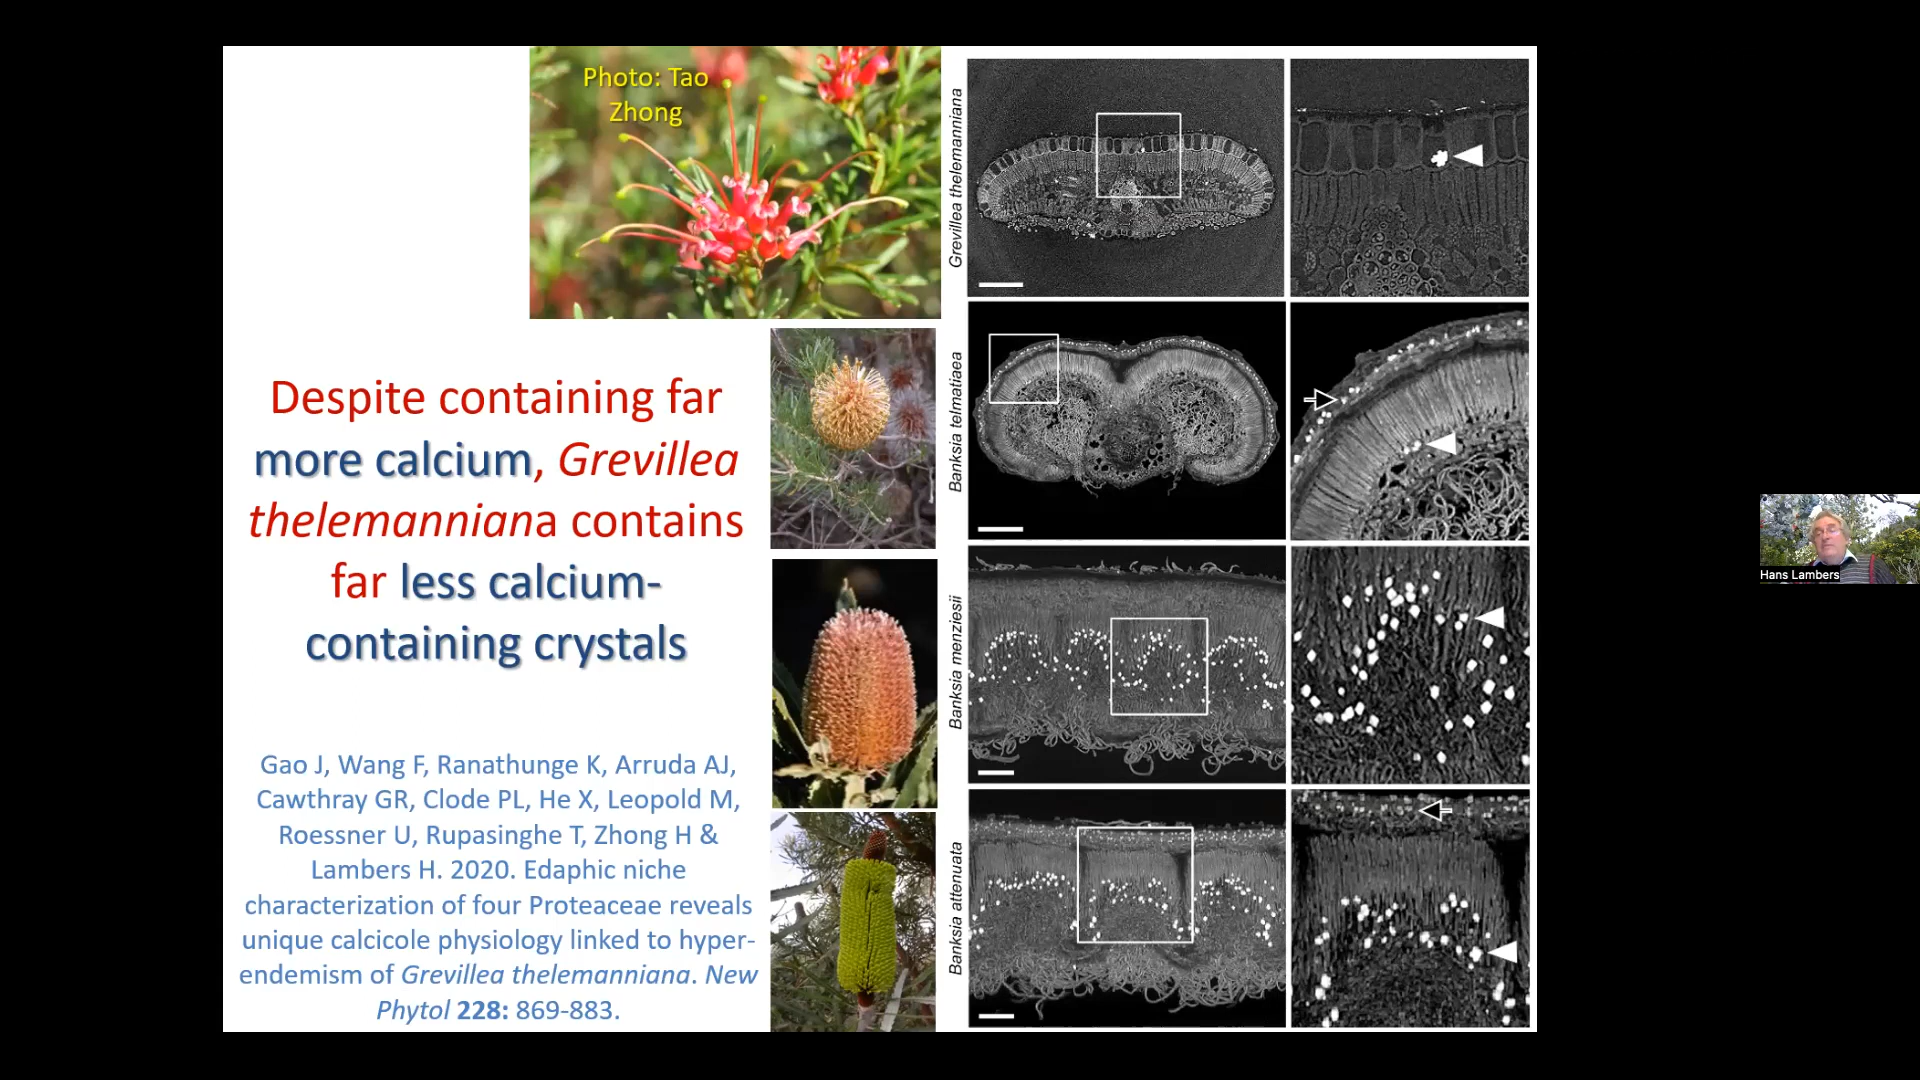 Photo: Tao
Zhong
Despite containing far
more calcium, Grevillea
thelemanniana contains
far less calcium-
containing crystals
Gao J, Wang F, Ranathunge K, Arruda AJ,
Cawthray GR, Clode PL, He X, Leopold M,
Roessner U, Rupasinghe T, Zhong H &
Lambers H. 2020. Edaphic niche
characterization of four Proteaceae reveals
unique calcicole physiology linked to hyper-
endemism of Grevillea thelemanniana. New
Phytol 228: 869-883.
Grevillea thelemanniana
Banksia telmatiaea
Banksia menziesii
Banksia attenuata
Hans Lambers